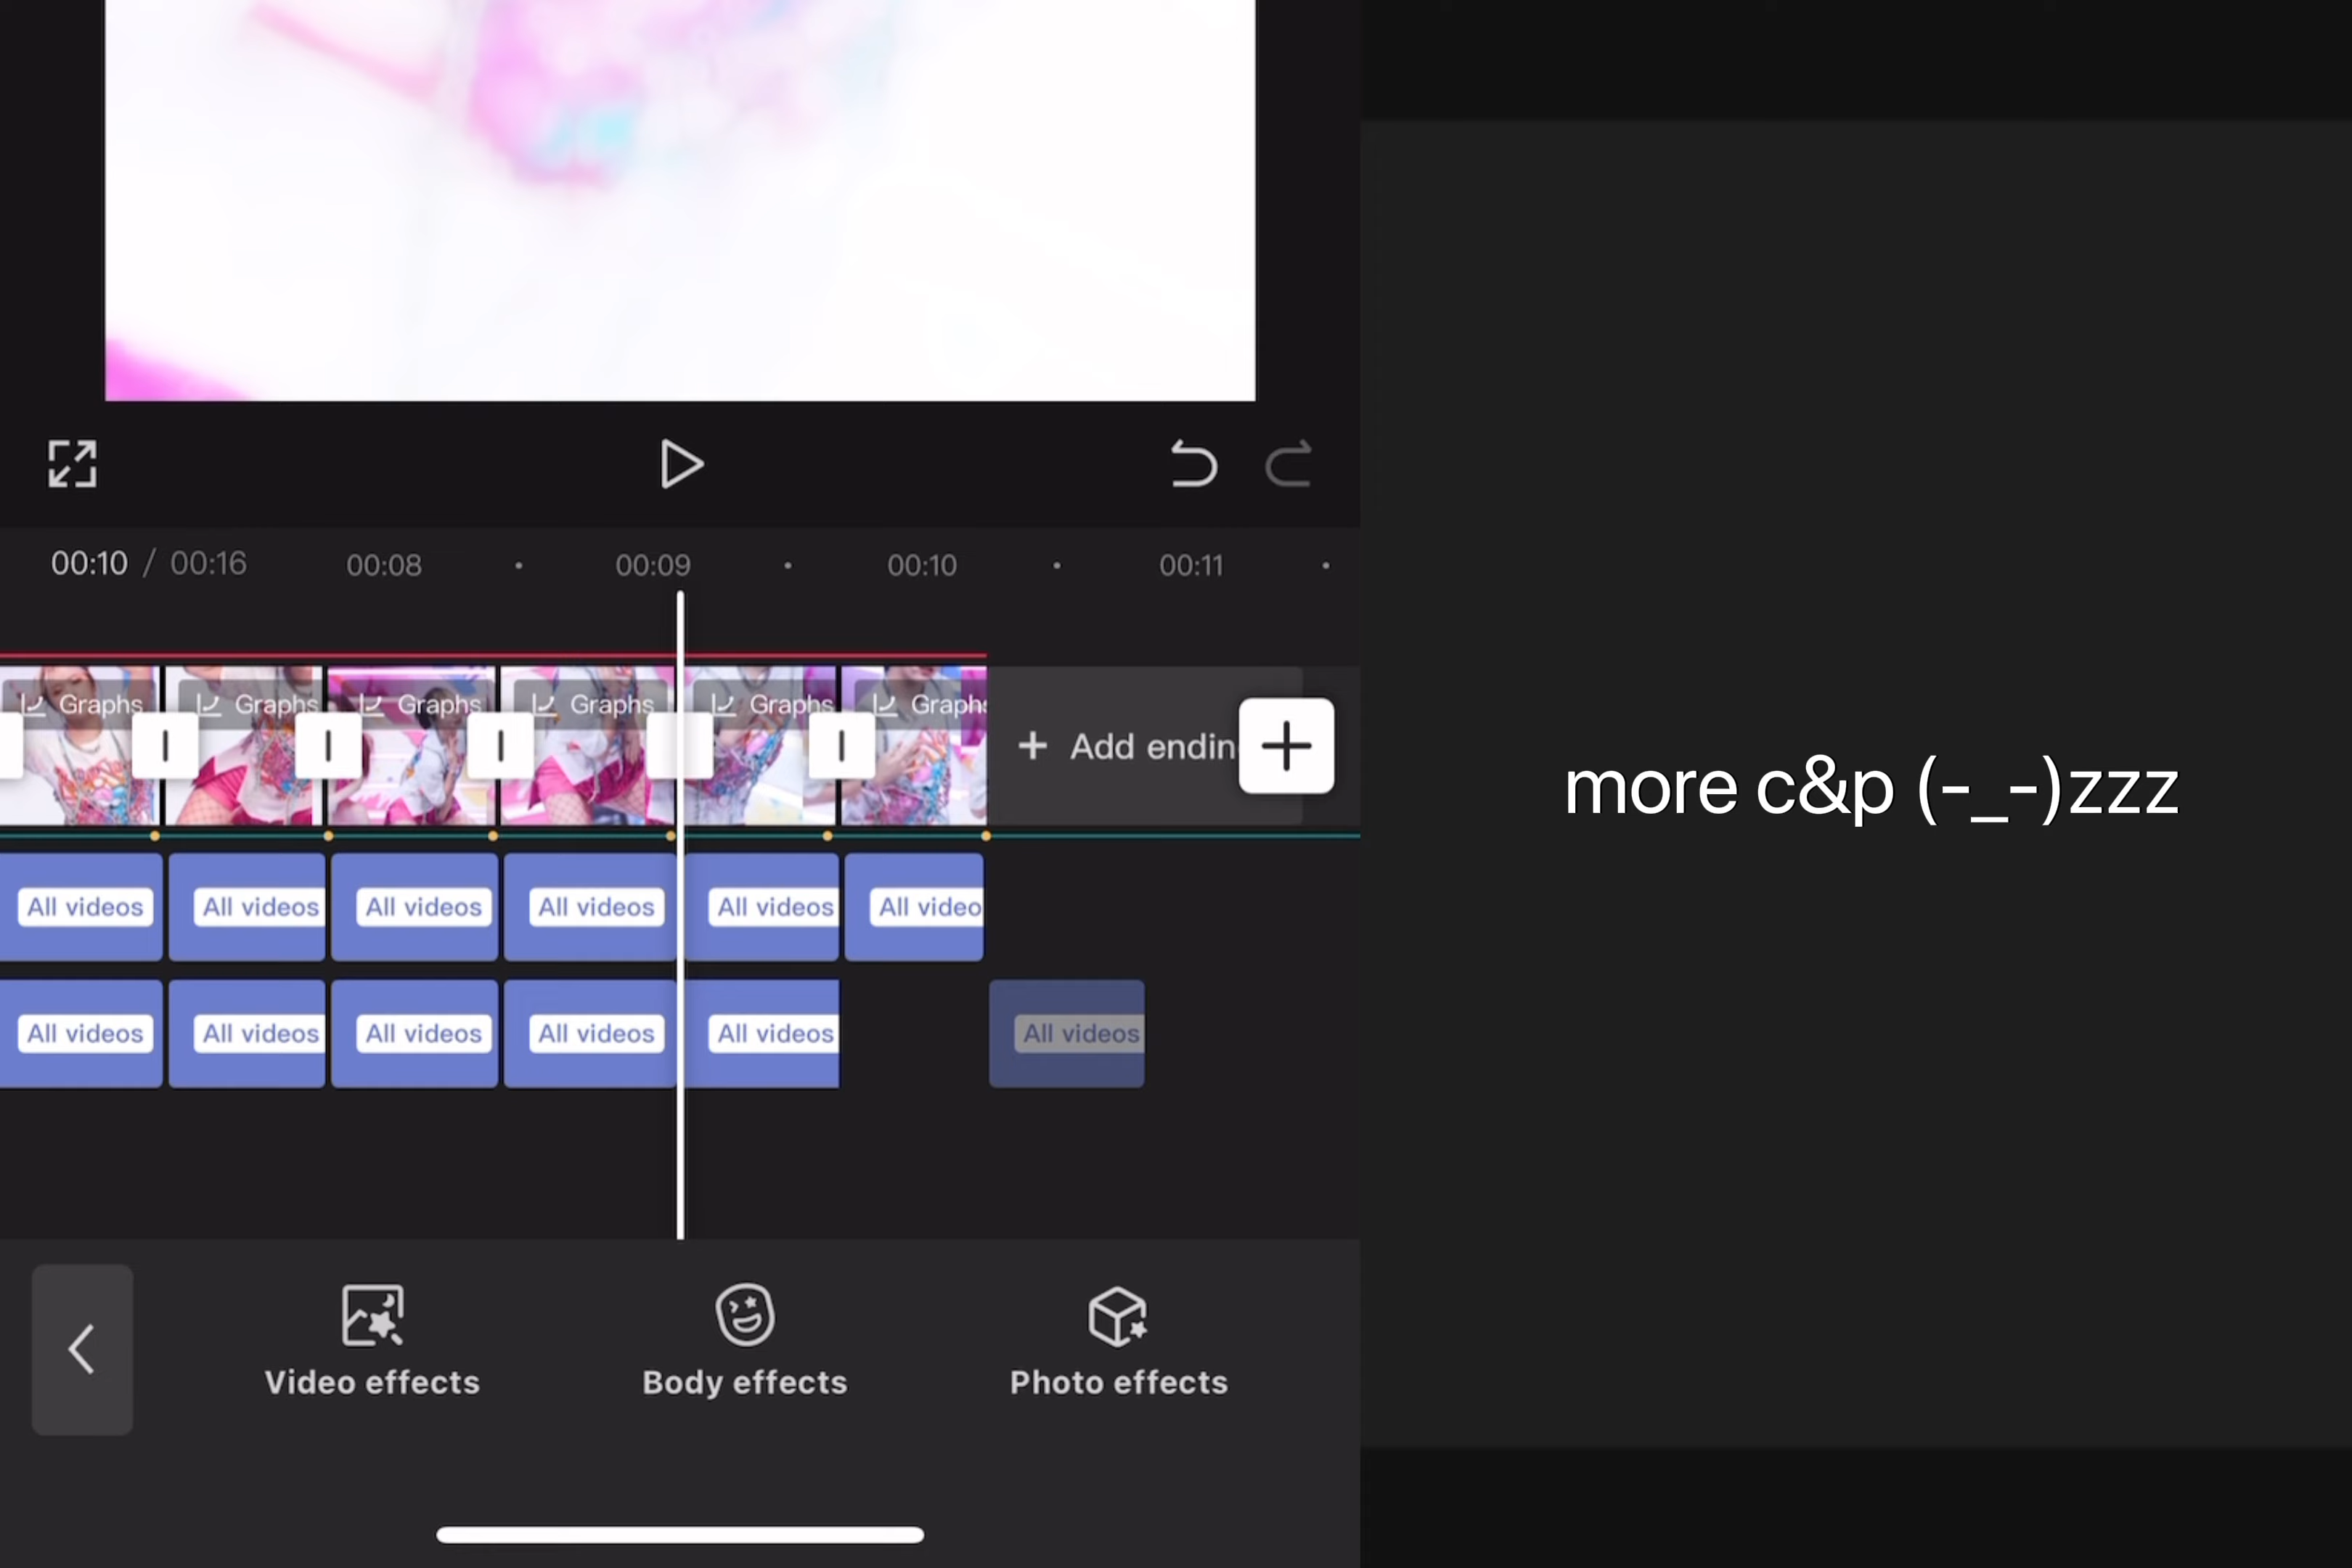 00:10 / 00:16 00:08 00:09 00:10 00:11
Graphs Graphs Graphs Graphs Graphs Graphs
+ Add endin
All videos All videos All videos All videos All videos All video
All videos All videos All videos All videos All videos All videos
Video effects Body effects Photo effects
more c&p (-_-)zzz